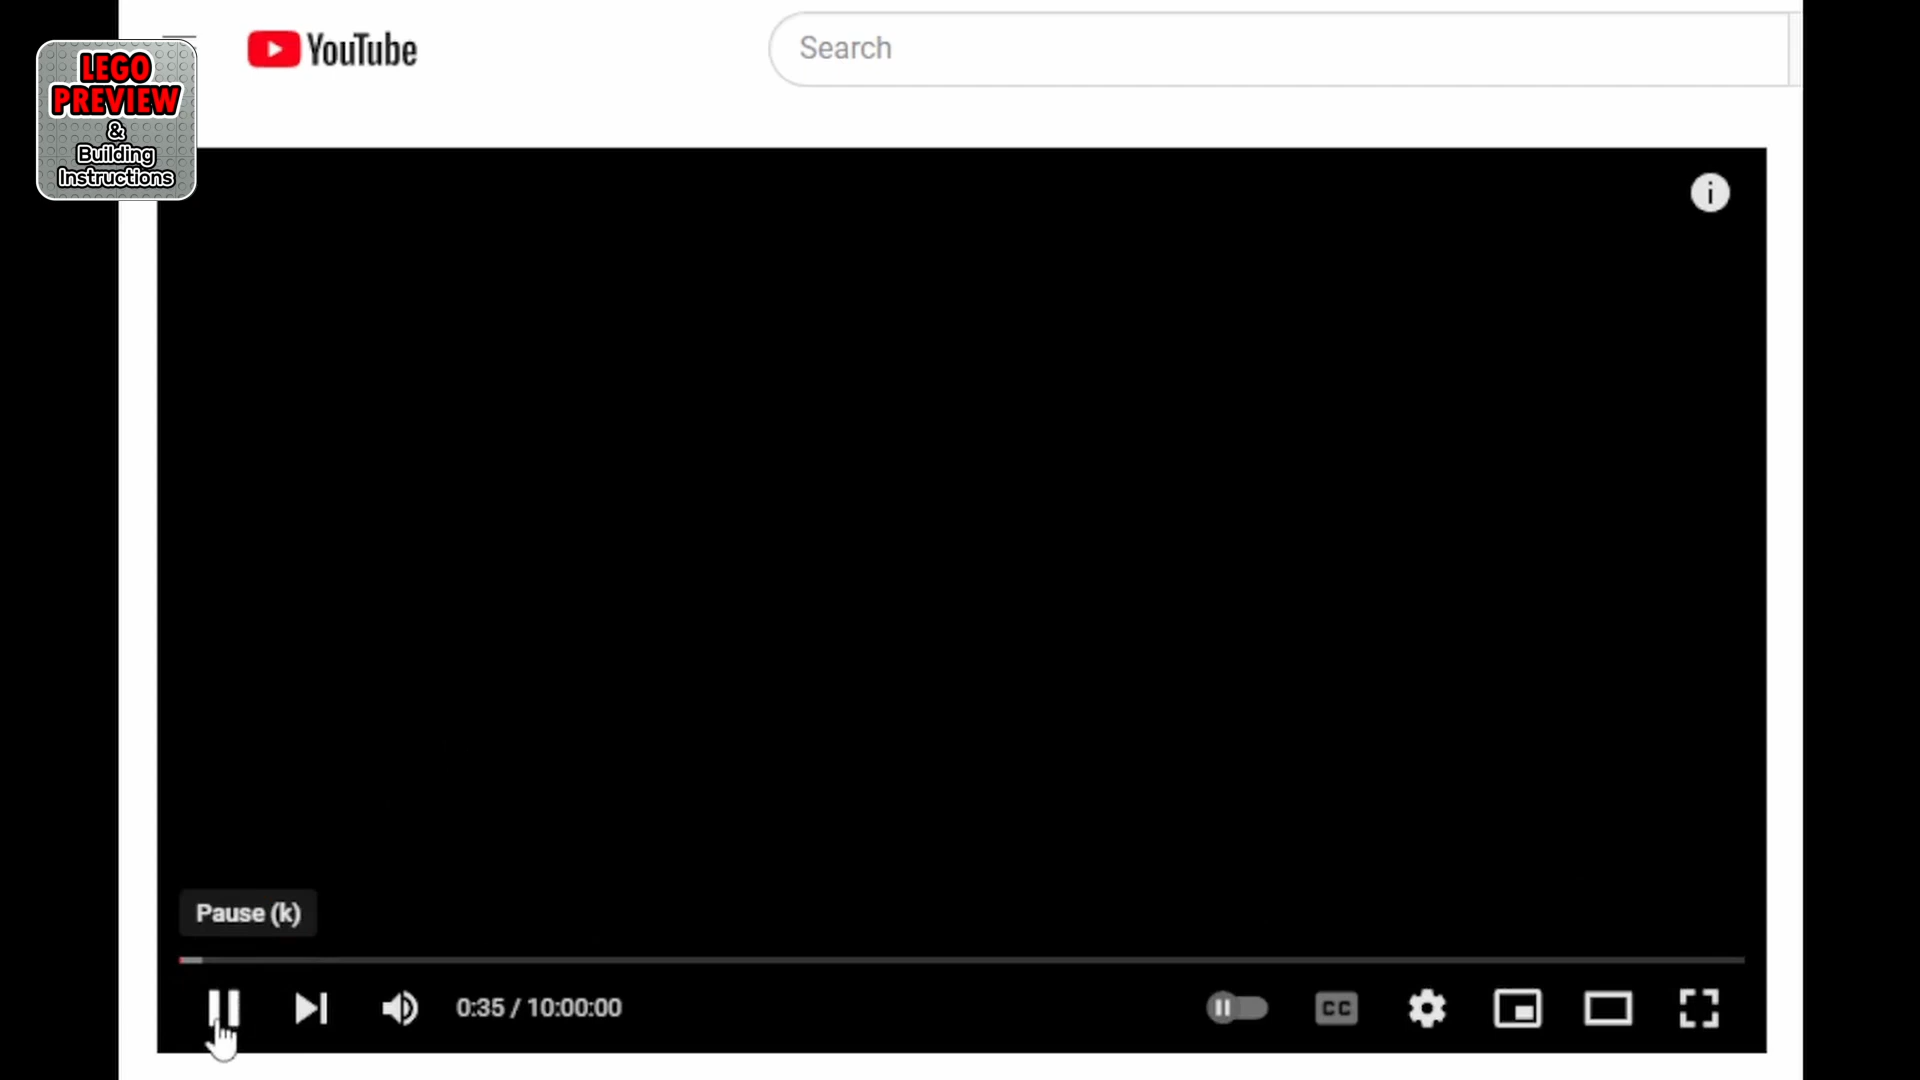 LEGO
PREVIEW
&
Building
Instructions
YouTube
Search
i
Pause (k)
0:35 / 10:00:00
CC